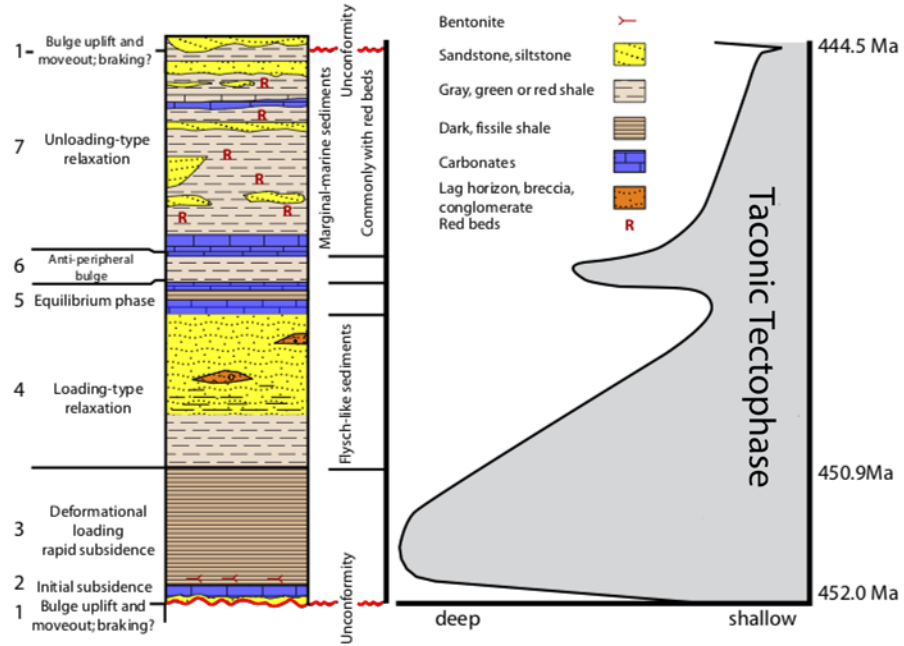 Bentonite
Sandstone, siltstone
Gray, green or red shale
Dark, fissile shale
Carbonates
Lag horizon, breccia,
conglomerate
Red beds
R
1-
Bulge uplift and
moveout; braking?
7
Unloading-type
relaxation
6
Anti-peripheral
bulge
5
Equilibrium phase
4
Loading-type
relaxation
3
Deformational
loading
rapid subsidence
2
Initial subsidence
1
Bulge uplift and
moveout; braking?
R
R
R
R
R
R
Unconformity
Marginal-marine sediments
Commonly with red beds
Flysch-like sediments
Unconformity
444.5 Ma
450.9Ma
452.0 Ma
Taconic Tectophase
deep
shallow